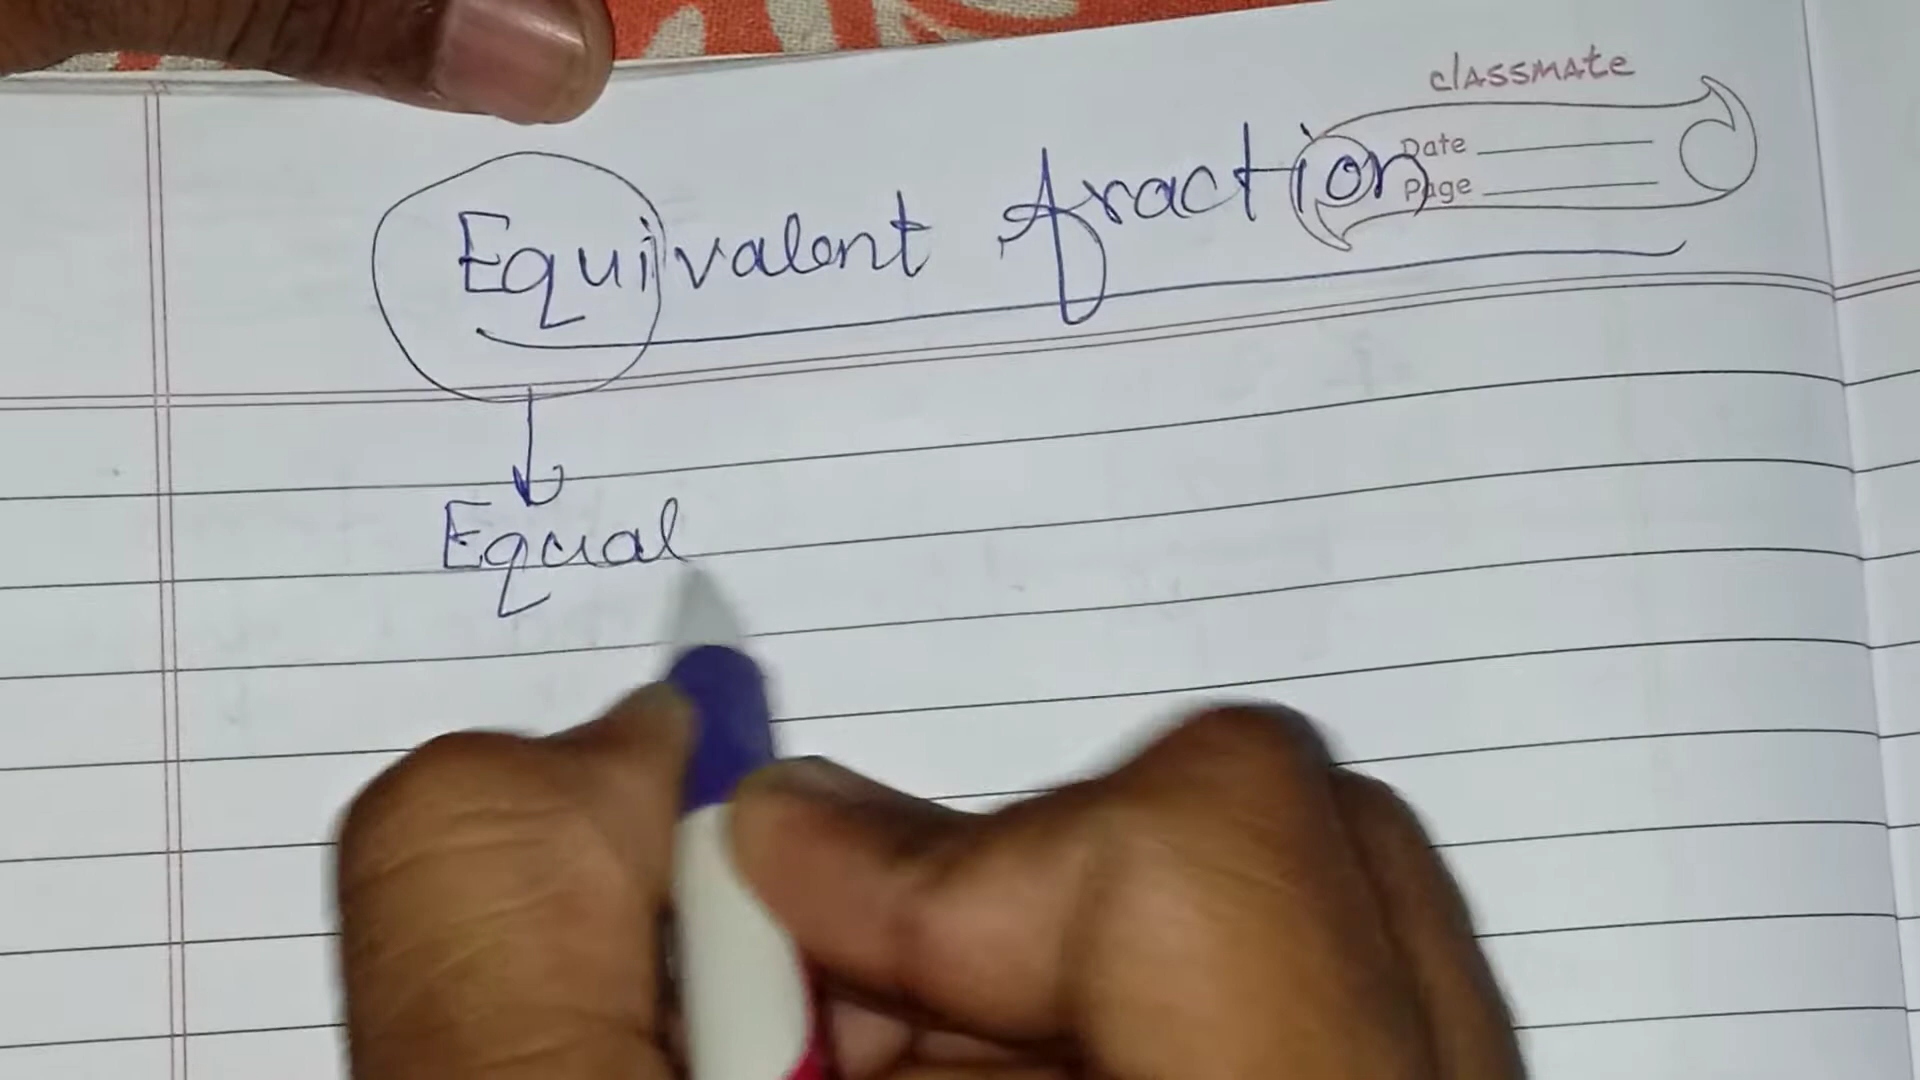 classmate
Date
Page
Equivalent fraction
Equal